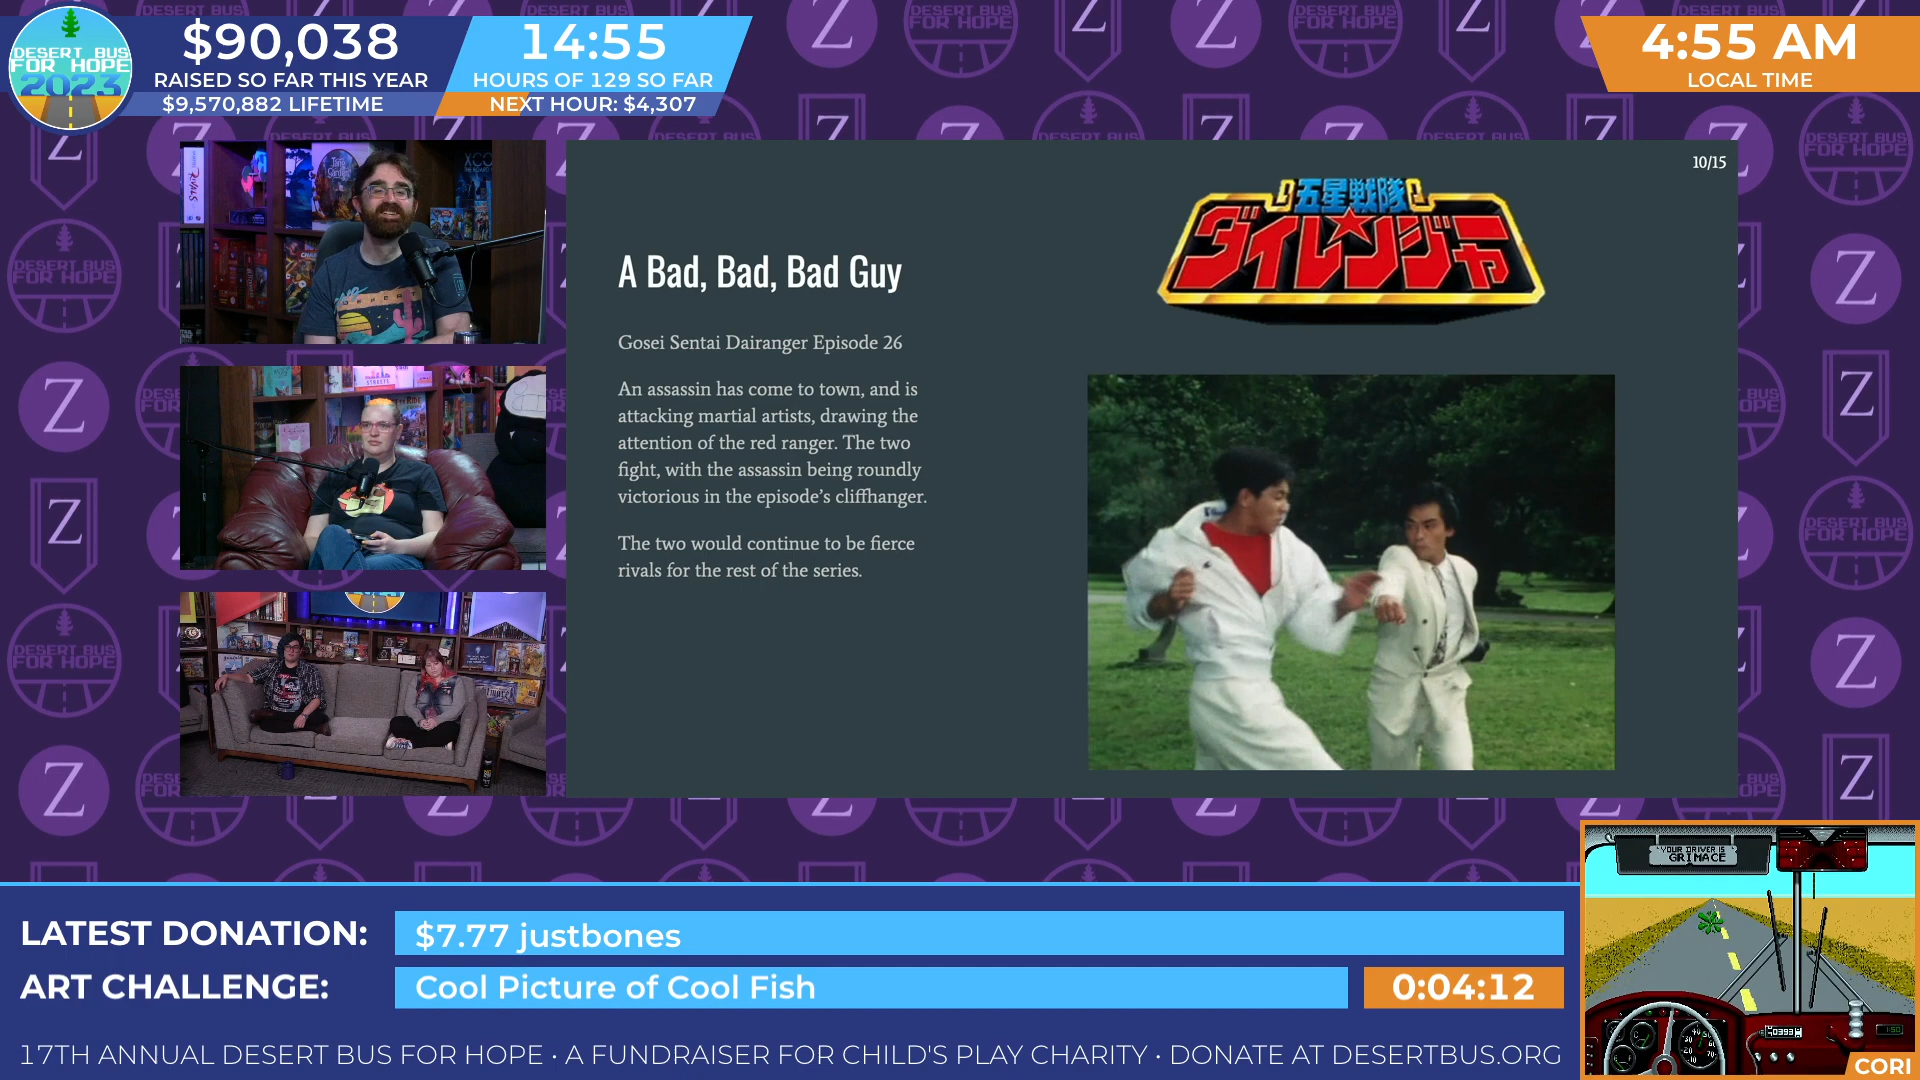 DESERT BUS
FOR HOPE
2023
$90,038
RAISED SO FAR THIS YEAR
$9,570,882 LIFETIME
14:55
HOURS OF 129 SO FAR
NEXT HOUR: $4,307
4:55 AM
LOCAL TIME
10/15
五星戦隊
ダイレンジャー
A Bad, Bad, Bad Guy
Gosei Sentai Dairanger Episode 26
An assassin has come to town, and is
attacking martial artists, drawing the
attention of the red ranger. The two
fight, with the assassin being roundly
victorious in the episode’s cliffhanger.
The two would continue to be fierce
rivals for the rest of the series.
YOUR DRIVER IS
GRIMACE
CORI
LATEST DONATION:
$7.77 justbones
ART CHALLENGE:
Cool Picture of Cool Fish
0:04:12
17TH ANNUAL DESERT BUS FOR HOPE · A FUNDRAISER FOR CHILD'S PLAY CHARITY · DONATE AT DESERTBUS.ORG